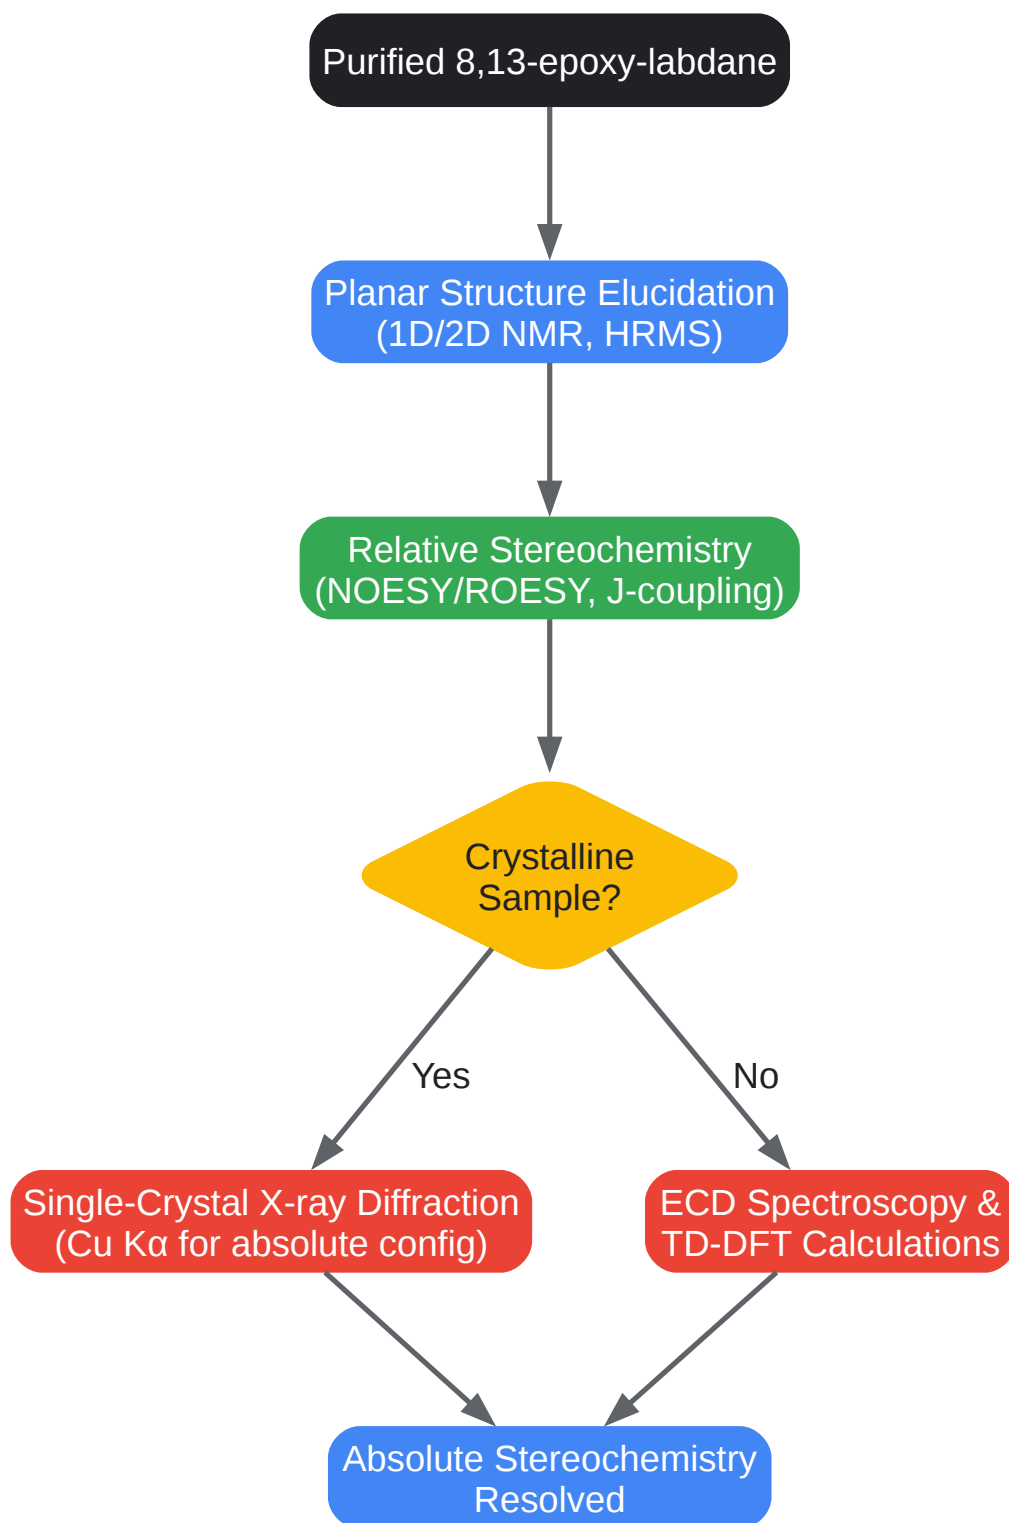 Purified 8,13-epoxy-labdane
Planar Structure Elucidation
(1D/2D NMR, HRMS)
Relative Stereochemistry
(NOESY/ROESY, J-coupling)
Crystalline
Sample?
Yes
No
Single-Crystal X-ray Diffraction
(Cu Kα for absolute config)
ECD Spectroscopy &
TD-DFT Calculations
Absolute Stereochemistry
Resolved